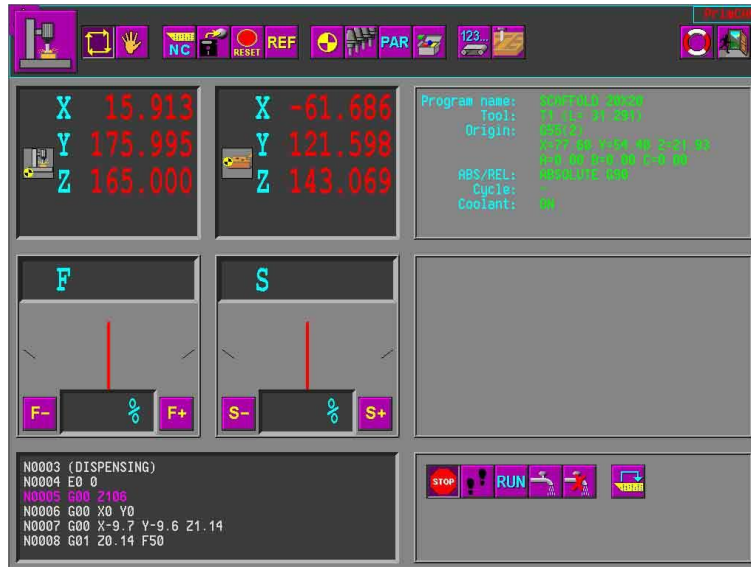 NC RESET REF PAR 123...
X 15.913
Y 175.995
Z 165.000
X -61.686
Y 121.598
Z 143.069
Program name: 20X20
Tool: T1 (L= 31.291)
Origin: G55(2)
X=77.60 Y=54.40 Z=21.93
A=0.00 B=0.00 C=0.00
ABS/REL: ABSOLUTE G90
Cycle: -
Coolant: ON
F
F- % F+
S
S- % S+
N0003 (DISPENSING)
N0004 E0 0
N0005 G00 Z106
N0006 G00 X0 Y0
N0007 G00 X-9.7 Y-9.6 Z1.14
N0008 G01 Z0.14 F50
STOP RUN